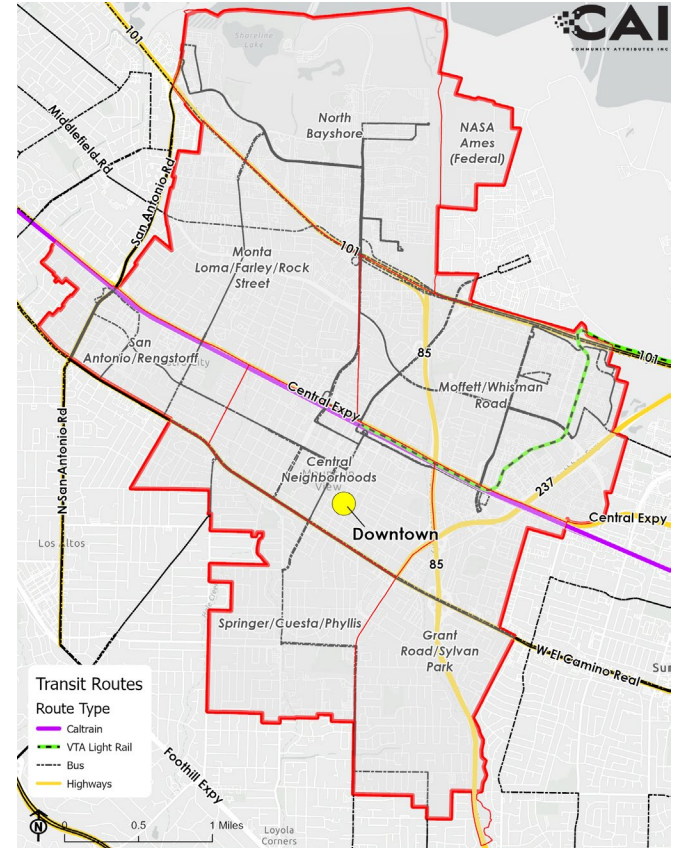 CAI
COMMUNITY ATTRIBUTES INC
101
Shoreline
Lake
North
Bayshore
NASA
Ames
(Federal)
Middlefield Rd
San Antonio Rd
101
Monta
Loma/Farley/Rock
Street
San
Antonio/Rengstorff
85
101
Moffett/Whisman
Road
Central Expy
Central
Neighborhoods
View
237
N San Antonio Rd
Downtown
Central Expy
Los Altos
85
Springer/Cuesta/Phyllis
Grant
Road/Sylvan
Park
W El Camino Real
Sun
Transit Routes
Route Type
Caltrain
VTA Light Rail
Bus
Highways
Foothill Expy
N
0 0.5 1 Miles
Loyola
Corners